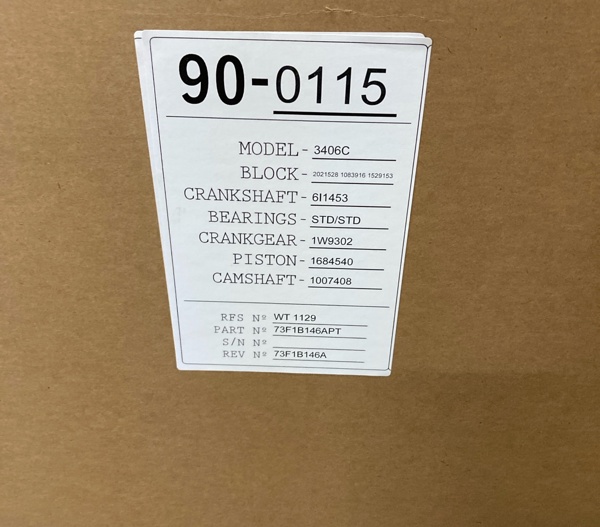 90-0115
MODEL- 3406C
BLOCK- 2021528 1083916 1529153
CRANKSHAFT- 6I1453
BEARINGS- STD/STD
CRANKGEAR- 1W9302
PISTON- 1684540
CAMSHAFT- 1007408
RFS Nº WT 1129
PART Nº 73F1B146APT
S/N Nº
REV Nº 73F1B146A